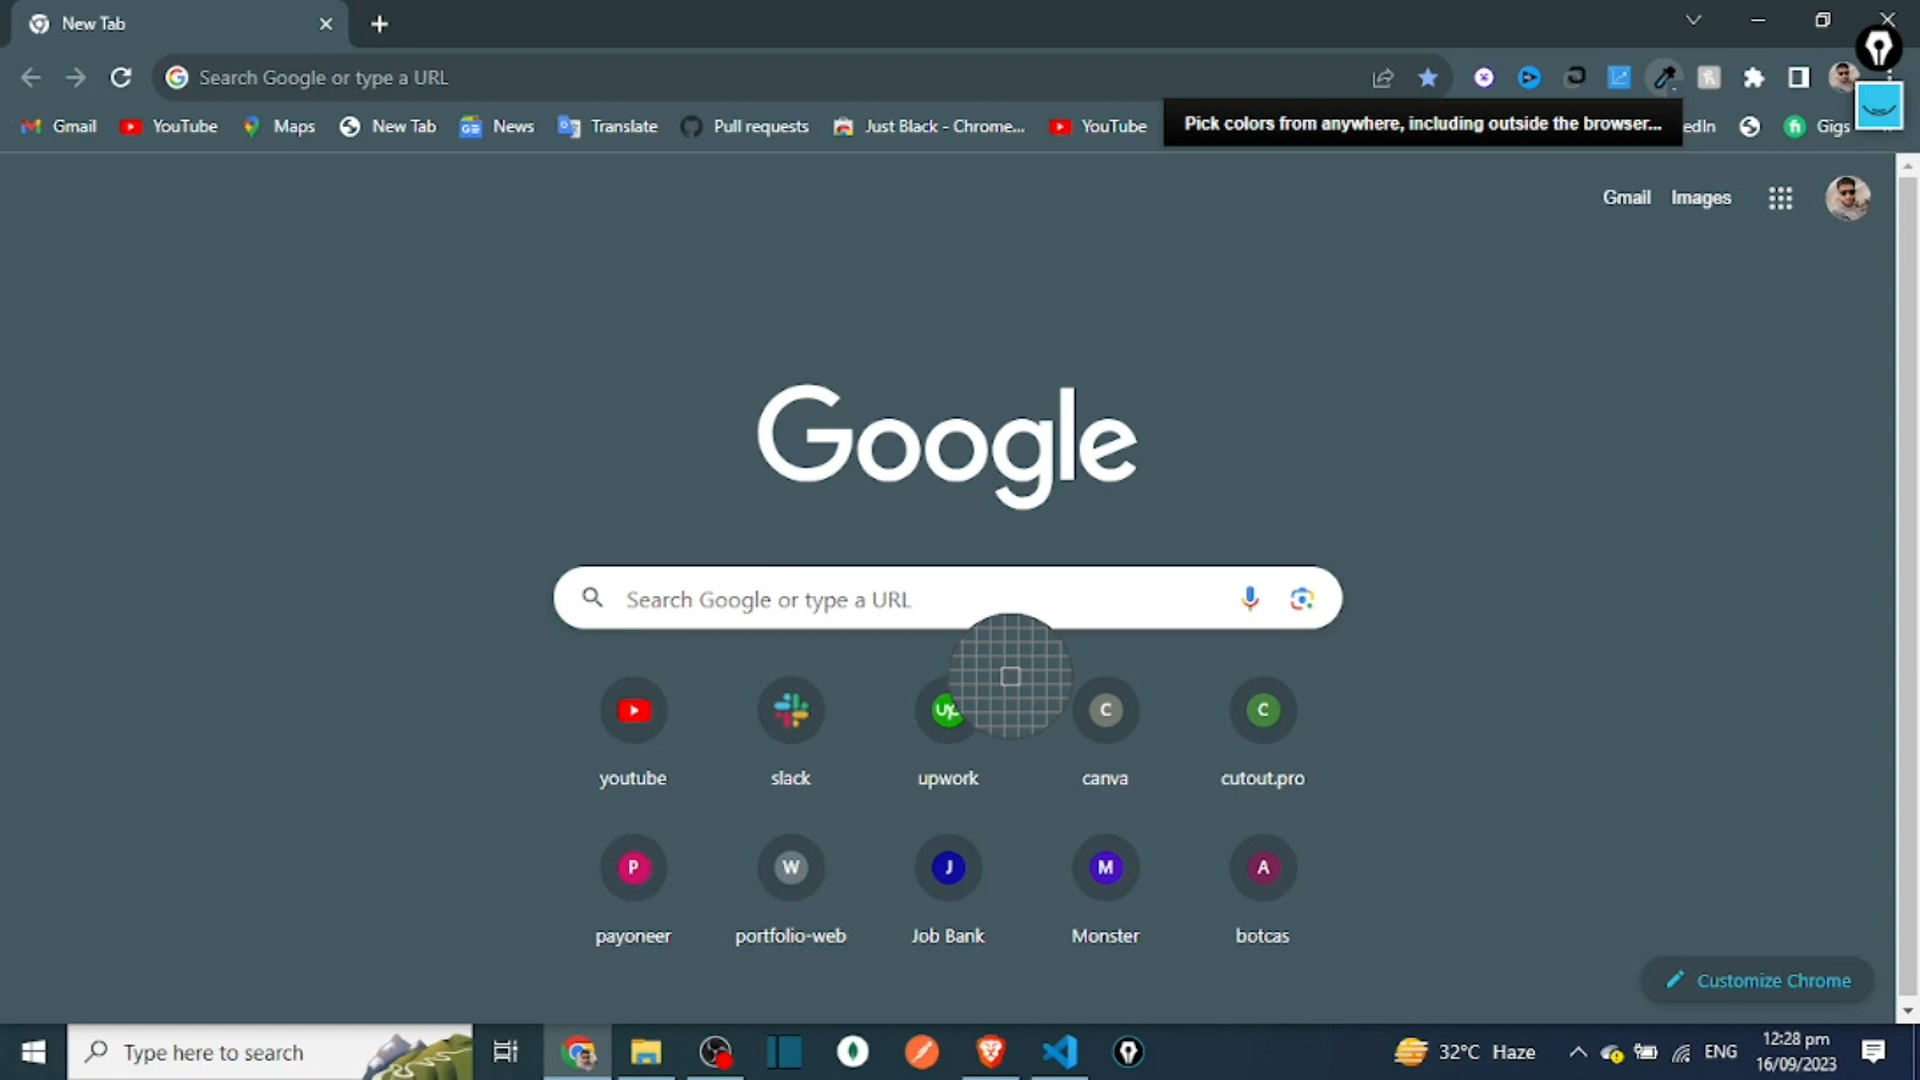 New Tab
Search Google or type a URL
Gmail YouTube Maps New Tab News Translate Pull requests Just Black - Chrome... YouTube edIn Gigs
Pick colors from anywhere, including outside the browser...
Gmail Images
Google
Search Google or type a URL
up
C
C
youtube slack upwork canva cutout.pro
P W J M A
payoneer portfolio-web Job Bank Monster botcas
Customize Chrome
Type here to search
32°C Haze
ENG
12:28 pm
16/09/2023